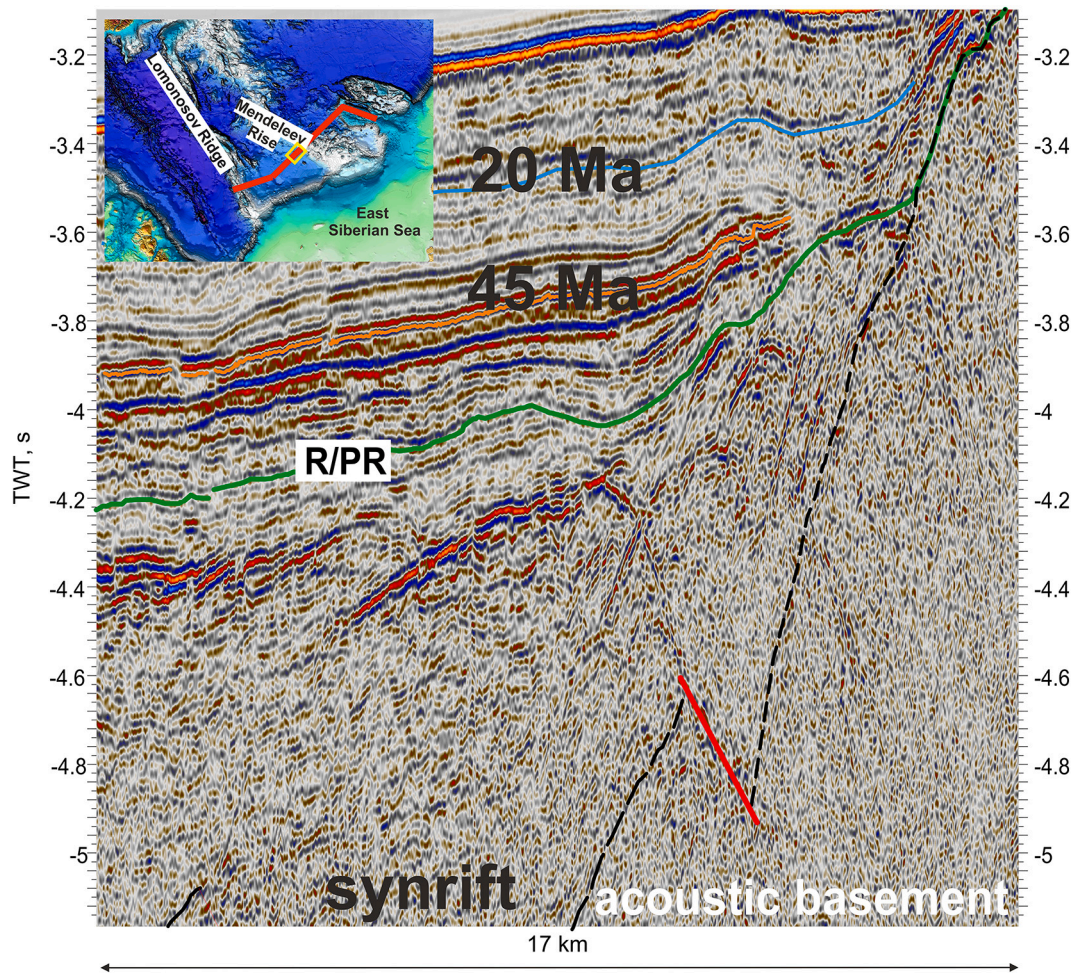 -3.2
-3.4
-3.6
-3.8
-4
-4.2
-4.4
-4.6
-4.8
-5
TWT, s
Lomonosov Ridge
Mendeleev
Rise
East
Siberian Sea
20 Ma
45 Ma
R/PR
synrift
acoustic basement
-3.2
-3.4
-3.6
-3.8
-4
-4.2
-4.4
-4.6
-4.8
-5
17 km